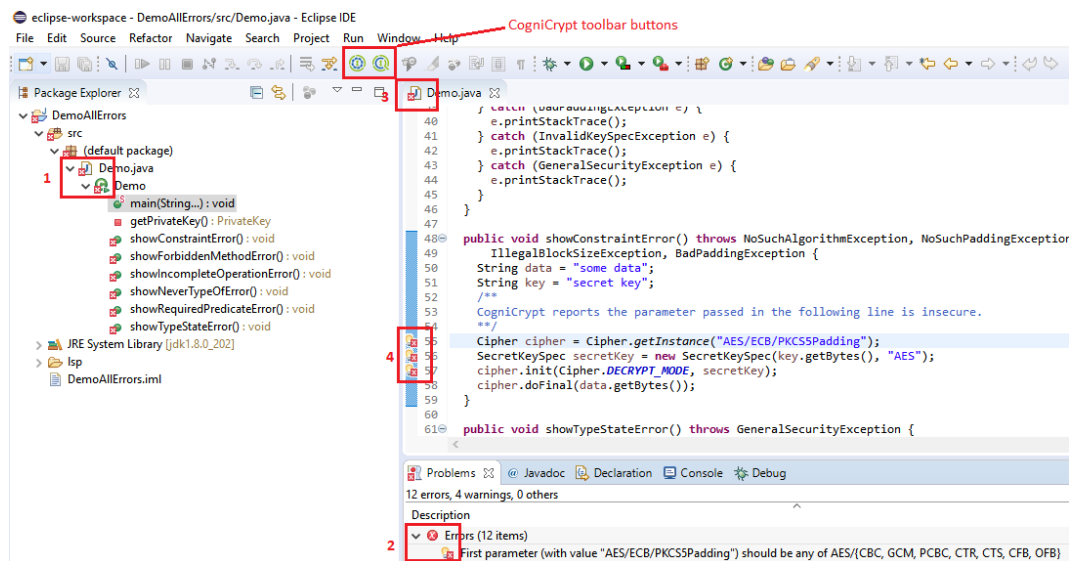 eclipse-workspace - DemoAllErrors/src/Demo.java - Eclipse IDE
CogniCrypt toolbar buttons
File Edit Source Refactor Navigate Search Project Run Window Help
Package Explorer
3
Demo.java
DemoAllErrors
src
(default package)
1
Demo.java
Demo
main(String...) : void
getPrivateKey() : PrivateKey
showConstraintError() : void
showForbiddenMethodError() : void
showIncompleteOperationError() : void
showNeverTypeOfError() : void
showRequiredPredicateError() : void
showTypeStateError() : void
JRE System Library [jdk1.8.0_202]
lsp
DemoAllErrors.iml
39 } catch (BadPaddingException e) {
40 e.printStackTrace();
41 } catch (InvalidKeySpecException e) {
42 e.printStackTrace();
43 } catch (GeneralSecurityException e) {
44 e.printStackTrace();
45 }
46 }
47
48 public void showConstraintError() throws NoSuchAlgorithmException, NoSuchPaddingException
49 IllegalBlockSizeException, BadPaddingException {
50 String data = "some data";
51 String key = "secret key";
52 /**
53 CogniCrypt reports the parameter passed in the following line is insecure.
54 **/
4
55 Cipher cipher = Cipher.getInstance("AES/ECB/PKCS5Padding");
56 SecretKeySpec secretKey = new SecretKeySpec(key.getBytes(), "AES");
57 cipher.init(Cipher.DECRYPT_MODE, secretKey);
58 cipher.doFinal(data.getBytes());
59 }
60
61 public void showTypeStateError() throws GeneralSecurityException {
Problems @ Javadoc Declaration Console Debug
12 errors, 4 warnings, 0 others
Description
2
Errors (12 items)
First parameter (with value "AES/ECB/PKCS5Padding") should be any of AES/{CBC, GCM, PCBC, CTR, CTS, CFB, OFB}